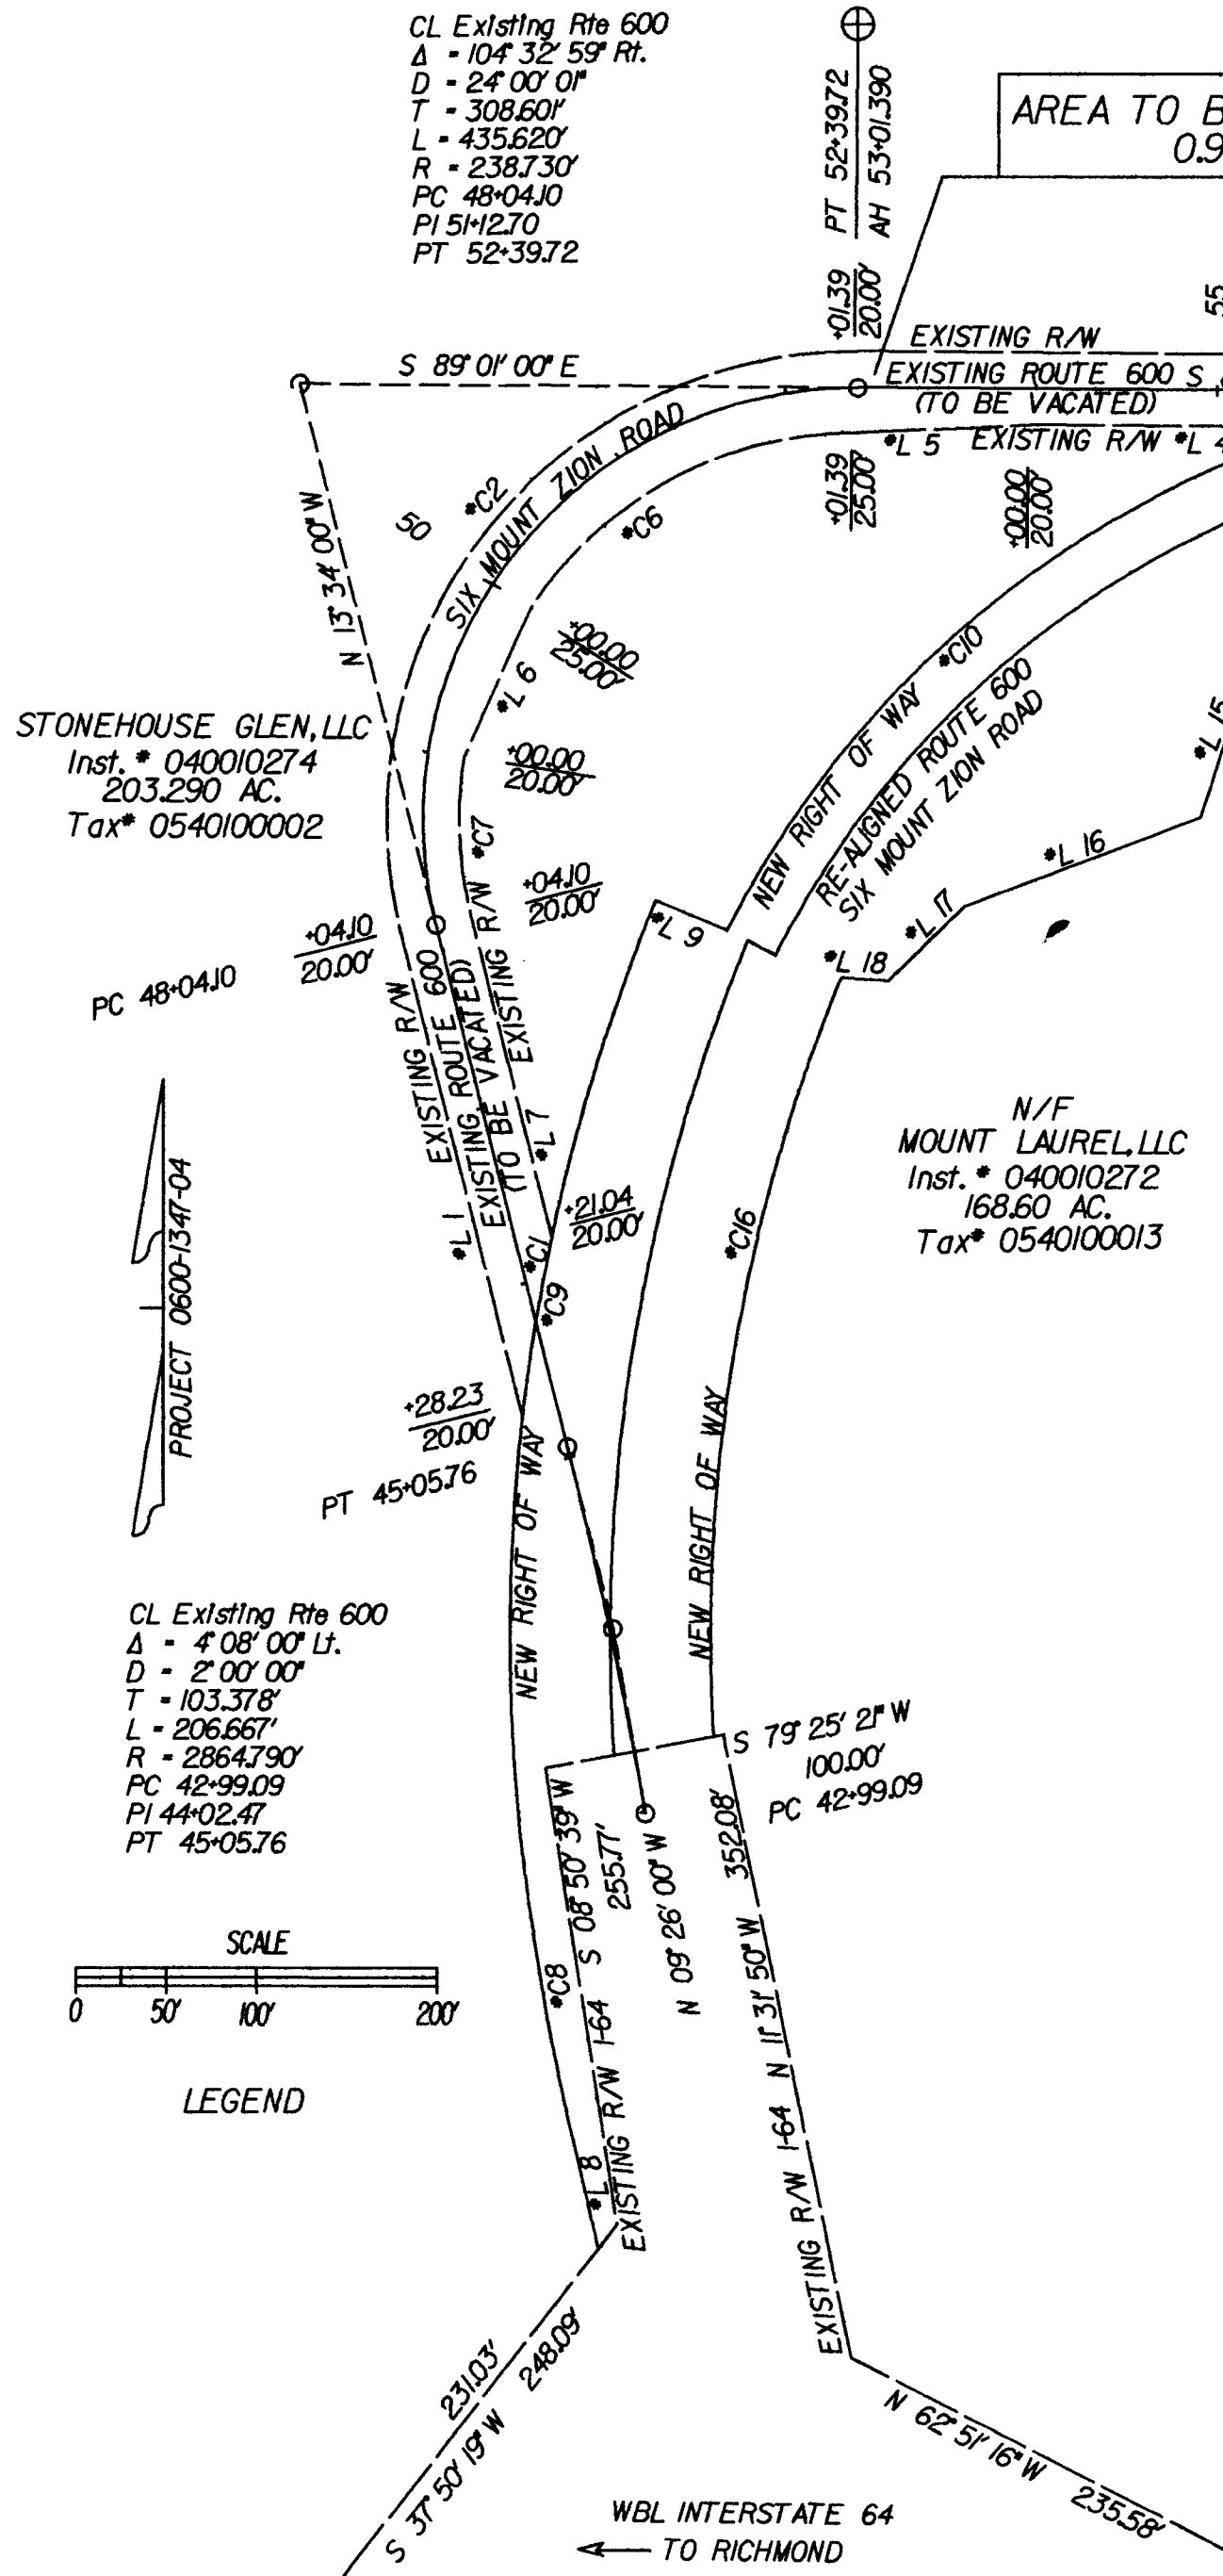 CL Existing Rte 600
Δ = 104° 32' 59" Rt.
D = 24° 00' 01"
T = 308.601'
L = 435.620'
R = 238.730'
PC 48+04.10
PI 51+12.70
PT 52+39.72
PT 52+39.72
AH 53+01.390
AREA TO B
0.9
+01.39
20.00'
55
S 89° 01' 00" E
EXISTING R/W
EXISTING ROUTE 600 S
(TO BE VACATED)
*L 5 EXISTING R/W *L 4
+01.39
25.00'
+00.00
20.00'
N 13° 34' 00" W
50
*C2
SIX MOUNT ZION ROAD
*C6
+00.00
25.00'
*L 6
+00.00
20.00'
STONEHOUSE GLEN, LLC
Inst. # 040010274
203.290 AC.
Tax# 0540100002
*C7
+04.10
20.00'
+04.10
20.00'
PC 48+04.10
NEW RIGHT OF WAY *C10
RE-ALIGNED ROUTE 600
SIX MOUNT ZION ROAD
*L 15
*L 16
*L 17
*L 18
*L 9
EXISTING R/W
EXISTING ROUTE 600
(TO BE VACATED)
EXISTING R/W
*L 1
*L 7
*C1
+21.04
20.00'
*C9
*C16
N/F
MOUNT LAUREL, LLC
Inst. # 040010272
168.60 AC.
Tax# 0540100013
PROJECT 0600-1347-04
+28.23
20.00'
PT 45+05.76
NEW RIGHT OF WAY
NEW RIGHT OF WAY
CL Existing Rte 600
Δ = 4° 08' 00" Lt.
D = 2° 00' 00"
T = 103.378'
L = 206.667'
R = 2864.790'
PC 42+99.09
PI 44+02.47
PT 45+05.76
S 79° 25' 21" W
100.00'
PC 42+99.09
S 08° 50' 39" W
255.77'
N 09° 26' 00" W
352.08'
N 11° 31' 50" W
SCALE
0 50' 100' 200'
LEGEND
*C8
*L 8
EXISTING R/W I-64
EXISTING R/W I-64
231.03'
248.09'
S 37° 50' 19" W
N 62° 51' 16" W 235.58'
WBL INTERSTATE 64
TO RICHMOND